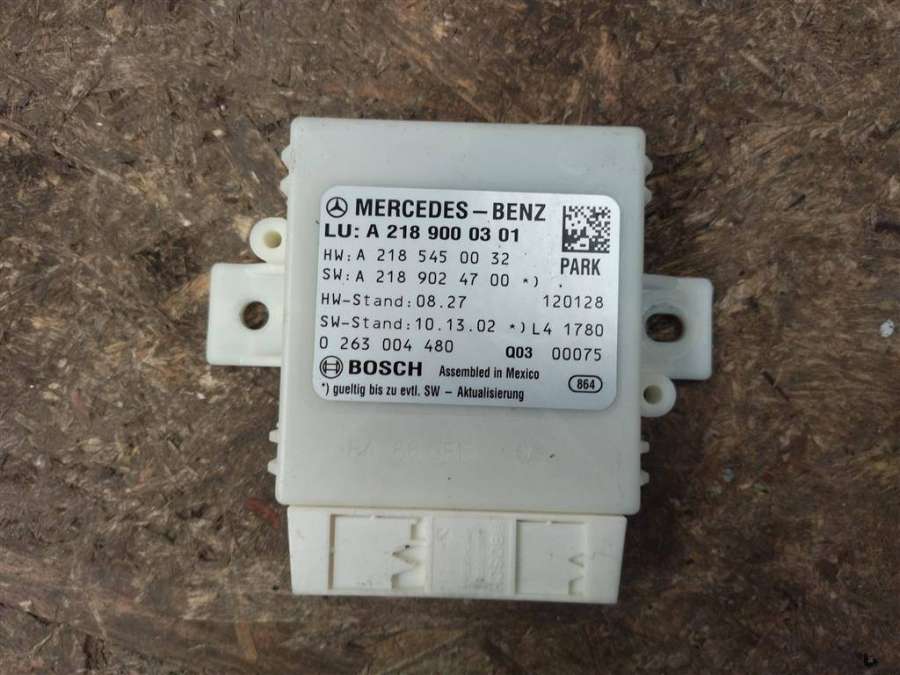 MERCEDES-BENZ
LU: A 218 900 03 01
HW: A 218 545 00 32
PARK
SW: A 218 902 47 00 *)
HW-Stand: 08.27 120128
SW-Stand: 10.13.02 *) L4 1780
0 263 004 480 Q03 00075
BOSCH Assembled in Mexico 864
*) gueltig bis zu evtl. SW - Aktualisierung